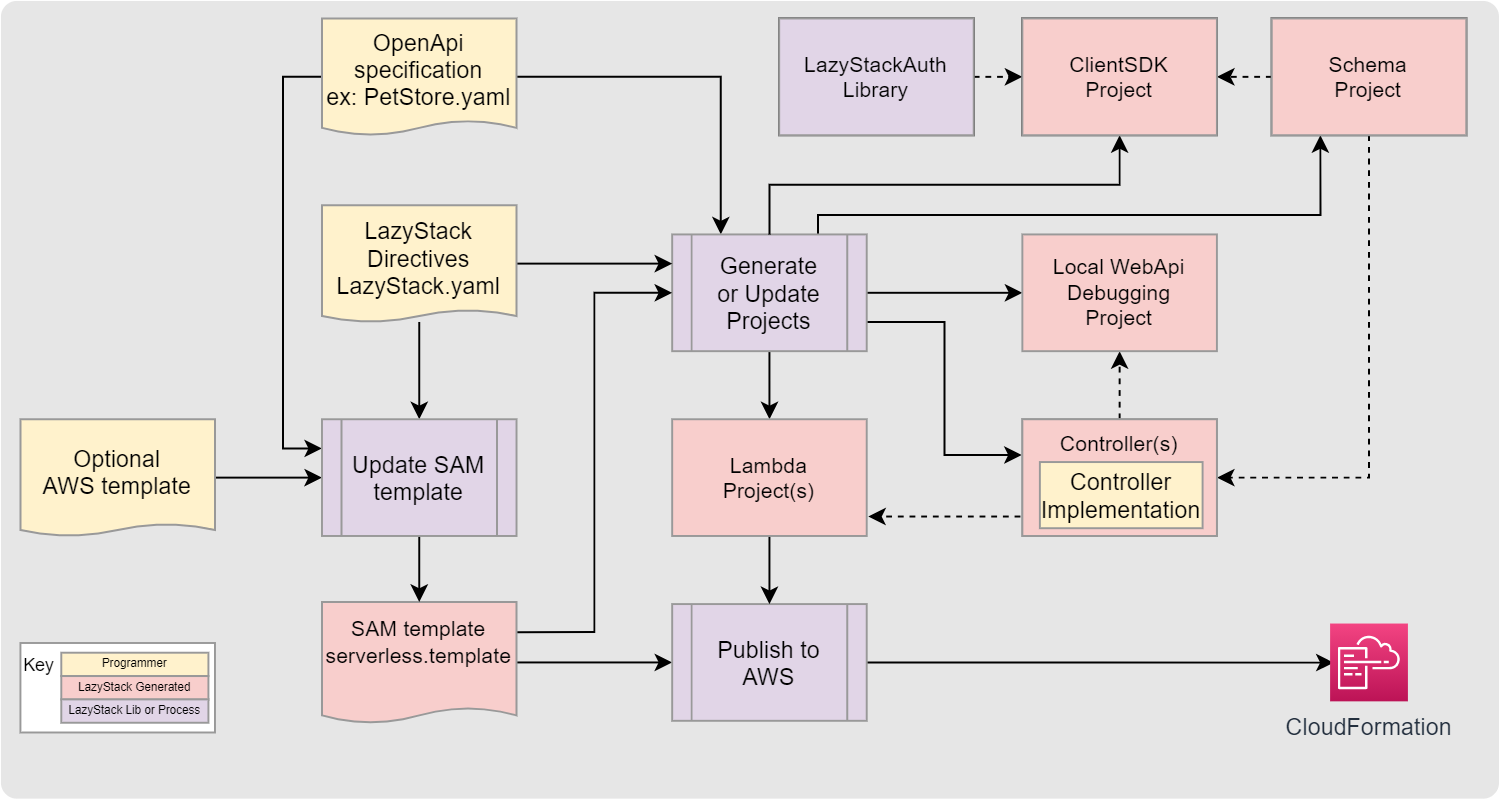 OpenApi
specification
ex: PetStore.yaml
LazyStackAuth
Library
ClientSDK
Project
Schema
Project
LazyStack
Directives
LazyStack.yaml
Generate
or Update
Projects
Local WebApi
Debugging
Project
Optional
AWS template
Update SAM
template
Lambda
Project(s)
Controller(s)
Controller
Implementation
SAM template
serverless.template
Publish to
AWS
CloudFormation
Key
Programmer
LazyStack Generated
LazyStack Lib or Process